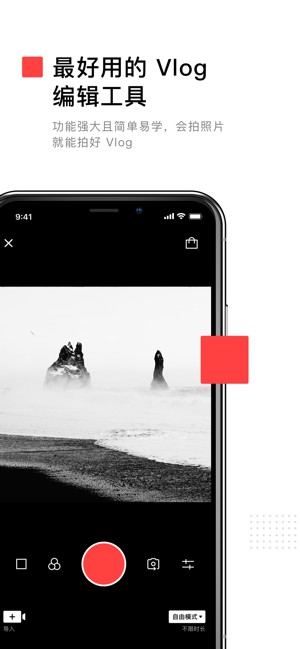 最好用的 Vlog
编辑工具
功能强大且简单易学，会拍照片
就能拍好 Vlog
9:41
导入
自由模式
不限时长